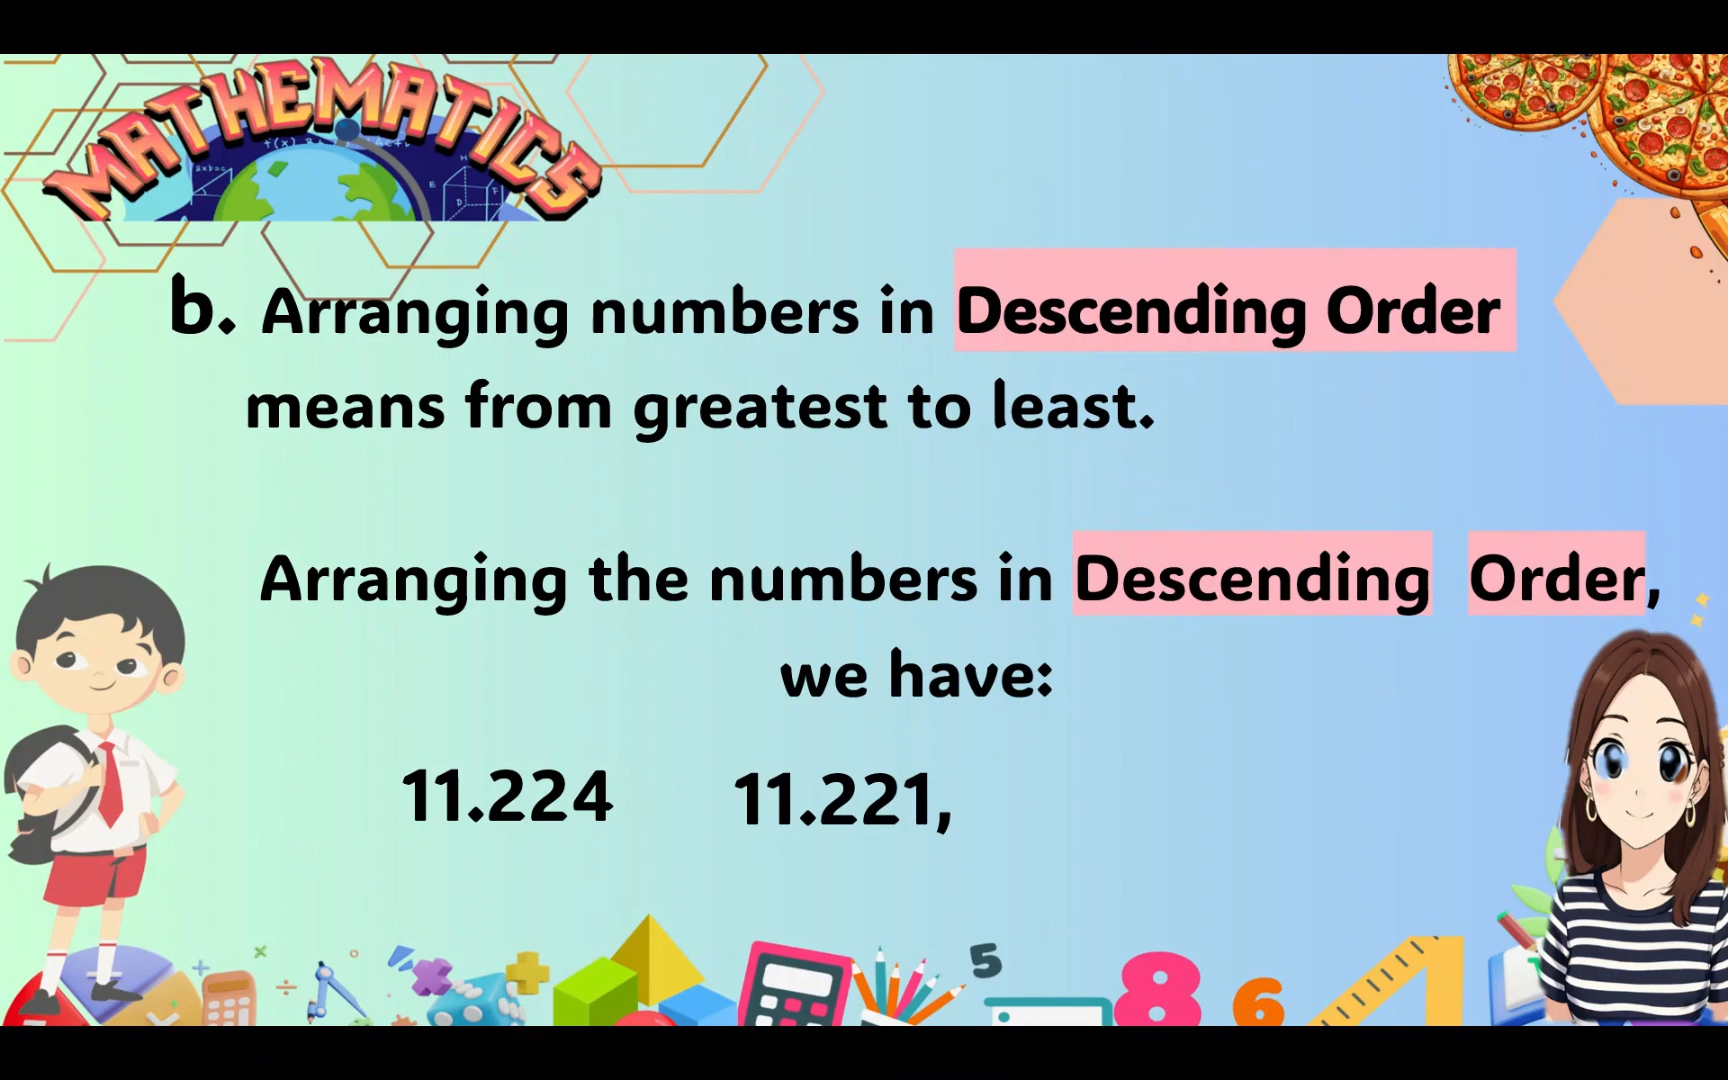 MATHEMATICS
b. Arranging numbers in Descending Order
means from greatest to least.
Arranging the numbers in Descending Order,
we have:
11.224 11.221,
5
8
6